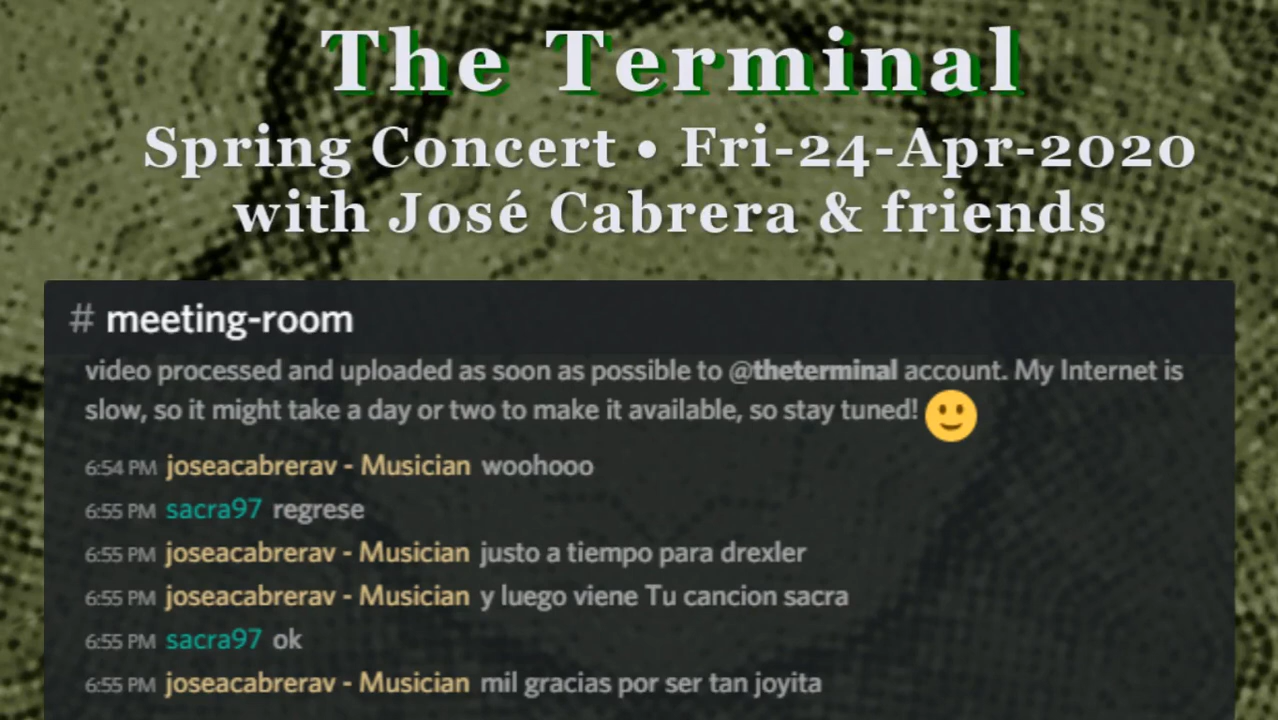 The Terminal
Spring Concert • Fri-24-Apr-2020
with José Cabrera & friends
# meeting-room
video processed and uploaded as soon as possible to @theterminal account. My Internet is
slow, so it might take a day or two to make it available, so stay tuned! 🙂
6:54 PM joseacabrerav - Musician woohooo
6:55 PM sacra97 regrese
6:55 PM joseacabrerav - Musician justo a tiempo para drexler
6:55 PM joseacabrerav - Musician y luego viene Tu cancion sacra
6:55 PM sacra97 ok
6:55 PM joseacabrerav - Musician mil gracias por ser tan joyita